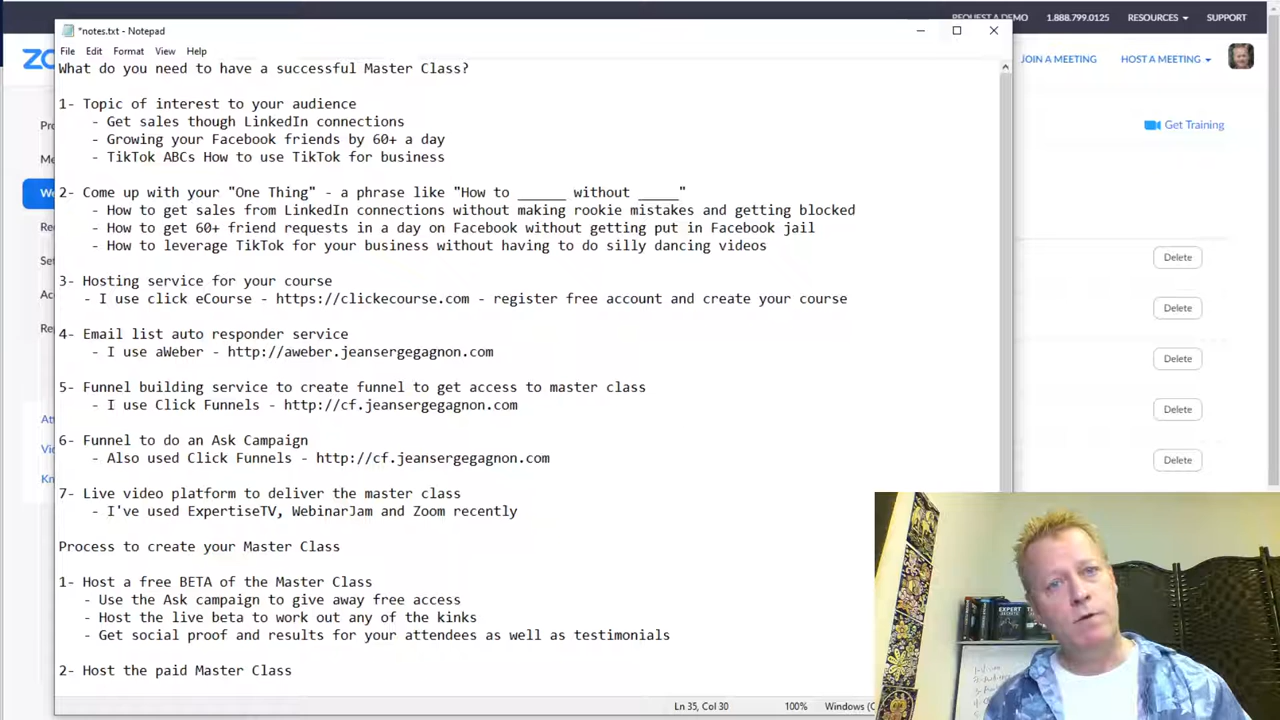 REQUEST A DEMO 1.888.799.0125 RESOURCES SUPPORT
*notes.txt - Notepad
File Edit Format View Help
JOIN A MEETING HOST A MEETING
Get Training
What do you need to have a successful Master Class?
1- Topic of interest to your audience
- Get sales though LinkedIn connections
- Growing your Facebook friends by 60+ a day
- TikTok ABCs How to use TikTok for business
2- Come up with your "One Thing" - a phrase like "How to ______ without _____"
- How to get sales from LinkedIn connections without making rookie mistakes and getting blocked
- How to get 60+ friend requests in a day on Facebook without getting put in Facebook jail
- How to leverage TikTok for your business without having to do silly dancing videos
3- Hosting service for your course
- I use click eCourse - https://clickecourse.com - register free account and create your course
4- Email list auto responder service
- I use aWeber - http://aweber.jeansergegagnon.com
5- Funnel building service to create funnel to get access to master class
- I use Click Funnels - http://cf.jeansergegagnon.com
6- Funnel to do an Ask Campaign
- Also used Click Funnels - http://cf.jeansergegagnon.com
7- Live video platform to deliver the master class
- I've used ExpertiseTV, WebinarJam and Zoom recently
Process to create your Master Class
1- Host a free BETA of the Master Class
- Use the Ask campaign to give away free access
- Host the live beta to work out any of the kinks
- Get social proof and results for your attendees as well as testimonials
2- Host the paid Master Class
Delete
Delete
Delete
Delete
Delete
Ln 35, Col 30 100% Windows (C